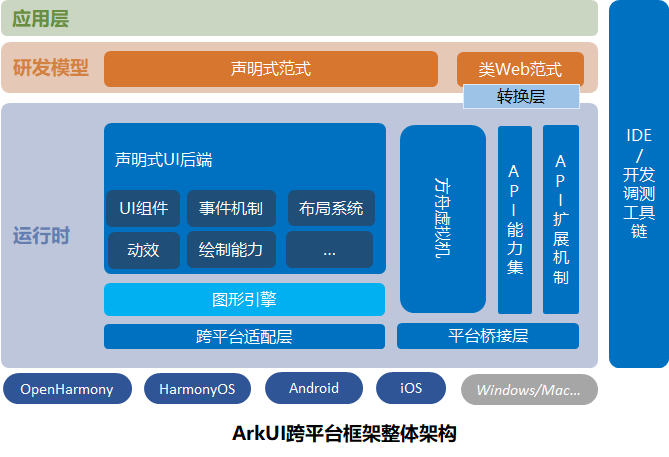 应用层
研发模型
声明式范式
类Web范式
转换层
运行时
声明式UI后端
UI组件
事件机制
布局系统
动效
绘制能力
...
图形引擎
跨平台适配层
方舟虚拟机
API能力集
API扩展机制
平台桥接层
IDE
/
开发
调测
工具
链
OpenHarmony
HarmonyOS
Android
iOS
Windows/Mac...
ArkUI跨平台框架整体架构